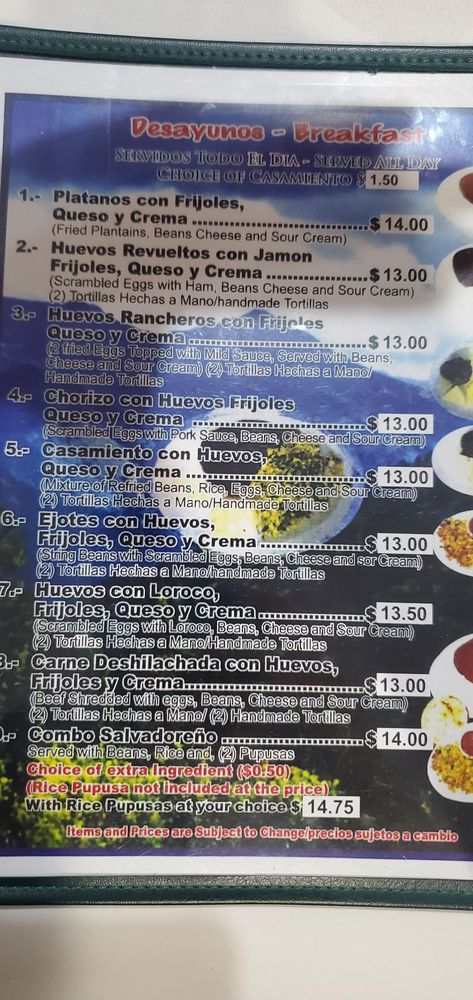 Desayunos - Breakfast
SERVIDOS TODO EL DIA - SERVED ALL DAY
CHOICE OF CASAMIENTO $ 1.50
1.- Platanos con Frijoles,
Queso y Crema ........................................ $ 14.00
(Fried Plantains, Beans Cheese and Sour Cream)
2.- Huevos Revueltos con Jamon
Frijoles, Queso y Crema ....................... $ 13.00
(Scrambled Eggs with Ham, Beans Cheese and Sour Cream)
(2) Tortillas Hechas a Mano/handmade Tortillas
3.- Huevos Rancheros con Frijoles
Queso y Crema ........................................ $ 13.00
(2 fried Eggs Topped with Mild Sauce, Served with Beans,
Cheese and Sour Cream) (2) Tortillas Hechas a Mano/
Handmade Tortillas
4.- Chorizo con Huevos Frijoles
Queso y Crema ........................................ $ 13.00
(Scrambled Eggs with Pork Sauce, Beans, Cheese and Sour Cream)
5.- Casamiento con Huevos,
Queso y Crema ........................................ $ 13.00
(Mixture of Refried Beans, Rice, Eggs, Cheese and Sour Cream)
(2) Tortillas Hechas a Mano/Handmade Tortillas
6.- Ejotes con Huevos,
Frijoles, Queso y Crema ....................... $ 13.00
(String Beans with Scrambled Eggs, Beans, Cheese and sor Cream)
(2) Tortillas Hechas a Mano/handmade Tortillas
7.- Huevos con Loroco,
Frijoles, Queso y Crema ....................... $ 13.50
(Scrambled Eggs with Loroco, Beans, Cheese and Sour Cream)
(2) Tortillas Hechas a Mano/Handmade Tortillas
.- Carne Deshilachada con Huevos,
Frijoles y Crema ..................................... $ 13.00
(Beef Shredded with eggs, Beans, Cheese and Sour Cream)
(2) Tortillas Hechas a Mano/ (2) Handmade Tortillas
.- Combo Salvadoreño .............................. $ 14.00
Served with Beans, Rice and, (2) Pupusas
Choice of extra Ingredient ($0.50)
(Rice Pupusa not included at the price)
With Rice Pupusas at your choice $ 14.75
Items and Prices are Subject to Change/precios sujetos a cambio